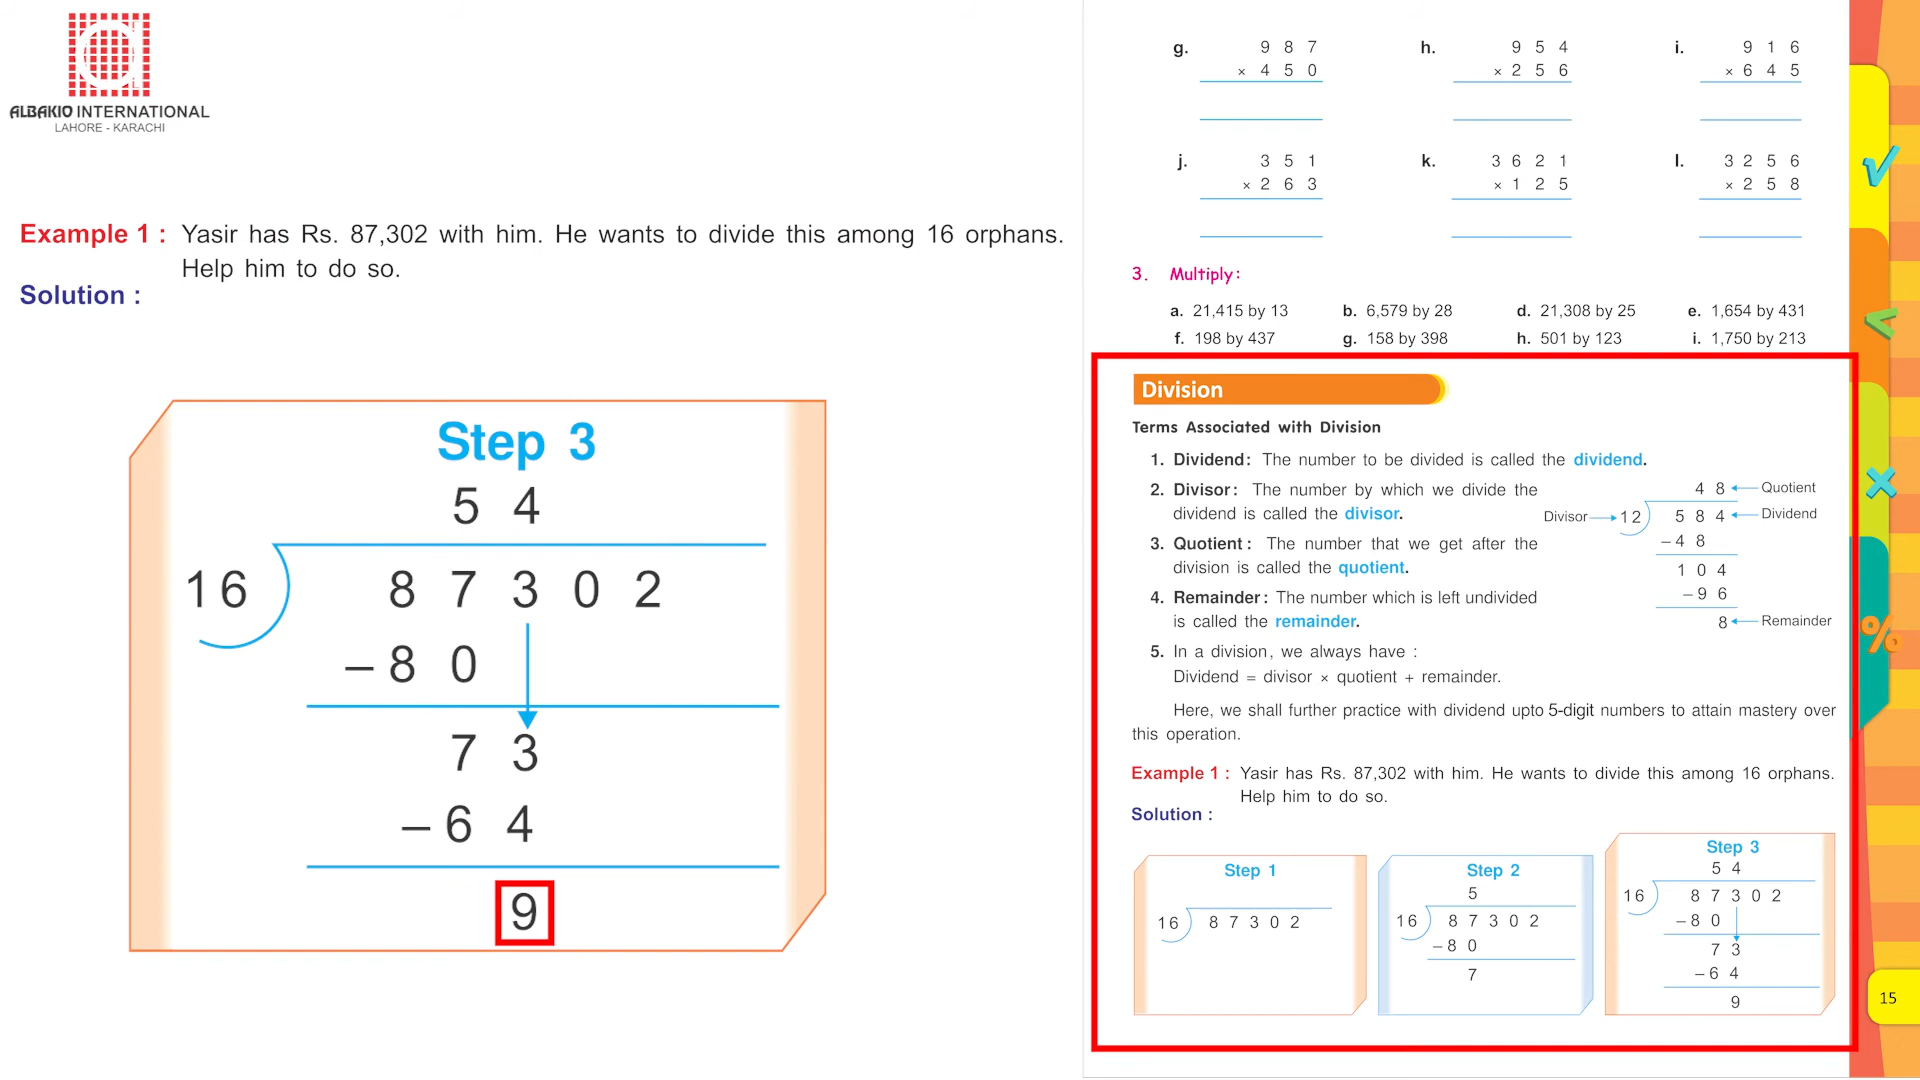 ALBAKIO INTERNATIONAL
LAHORE - KARACHI
Example 1 : Yasir has Rs. 87,302 with him. He wants to divide this among 16 orphans.
Help him to do so.
Solution :
Step 3
5 4
16 8 7 3 0 2
– 8 0
7 3
– 6 4
9
g. 9 8 7
× 4 5 0
h. 9 5 4
× 2 5 6
i. 9 1 6
× 6 4 5
j. 3 5 1
× 2 6 3
k. 3 6 2 1
× 1 2 5
l. 3 2 5 6
× 2 5 8
3. Multiply:
a. 21,415 by 13 b. 6,579 by 28 d. 21,308 by 25 e. 1,654 by 431
f. 198 by 437 g. 158 by 398 h. 501 by 123 i. 1,750 by 213
Division
Terms Associated with Division
1. Dividend: The number to be divided is called the dividend.
2. Divisor: The number by which we divide the
dividend is called the divisor.
3. Quotient: The number that we get after the
division is called the quotient.
4. Remainder: The number which is left undivided
is called the remainder.
4 8 Quotient
Divisor 12 5 8 4 Dividend
– 4 8
1 0 4
– 9 6
8 Remainder
5. In a division, we always have :
Dividend = divisor × quotient + remainder.
Here, we shall further practice with dividend upto 5-digit numbers to attain mastery over
this operation.
Example 1 : Yasir has Rs. 87,302 with him. He wants to divide this among 16 orphans.
Help him to do so.
Solution :
Step 1
16 8 7 3 0 2
Step 2
5
16 8 7 3 0 2
– 8 0
7
Step 3
5 4
16 8 7 3 0 2
– 8 0
7 3
– 6 4
9
√
<
×
%
15